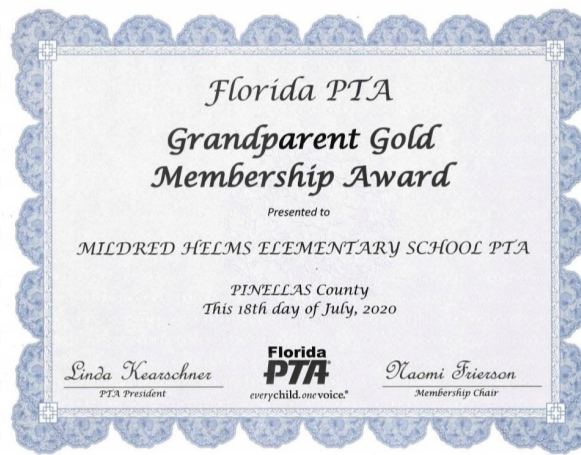 Florida PTA
Grandparent Gold
Membership Award
Presented to
MILDRED HELMS ELEMENTARY SCHOOL PTA
PINELLAS County
This 18th day of July, 2020
Linda Kearschner
PTA President
Florida
PTA®
everychild.onevoice.®
Naomi Frierson
Membership Chair